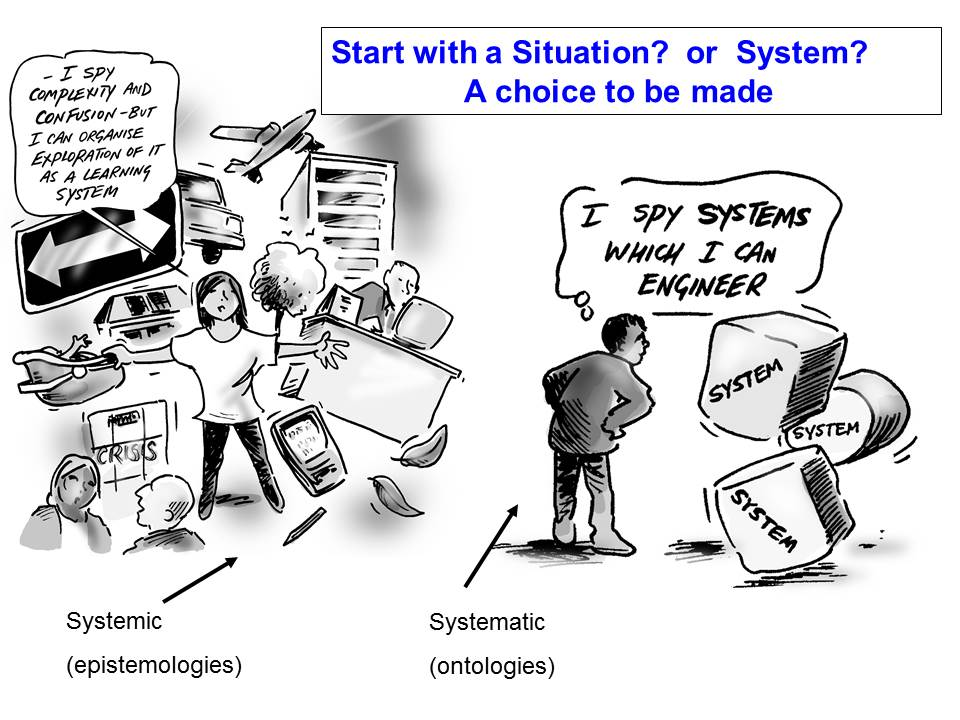 Start with a Situation? or System?
A choice to be made
- I SPY
COMPLEXITY AND
CONFUSION - BUT
I CAN ORGANISE
EXPLORATION OF IT
AS A LEARNING
SYSTEM
I SPY SYSTEMS
WHICH I CAN
ENGINEER
CRISIS
SYSTEM
SYSTEM
SYSTEM
Systemic
(epistemologies)
Systematic
(ontologies)